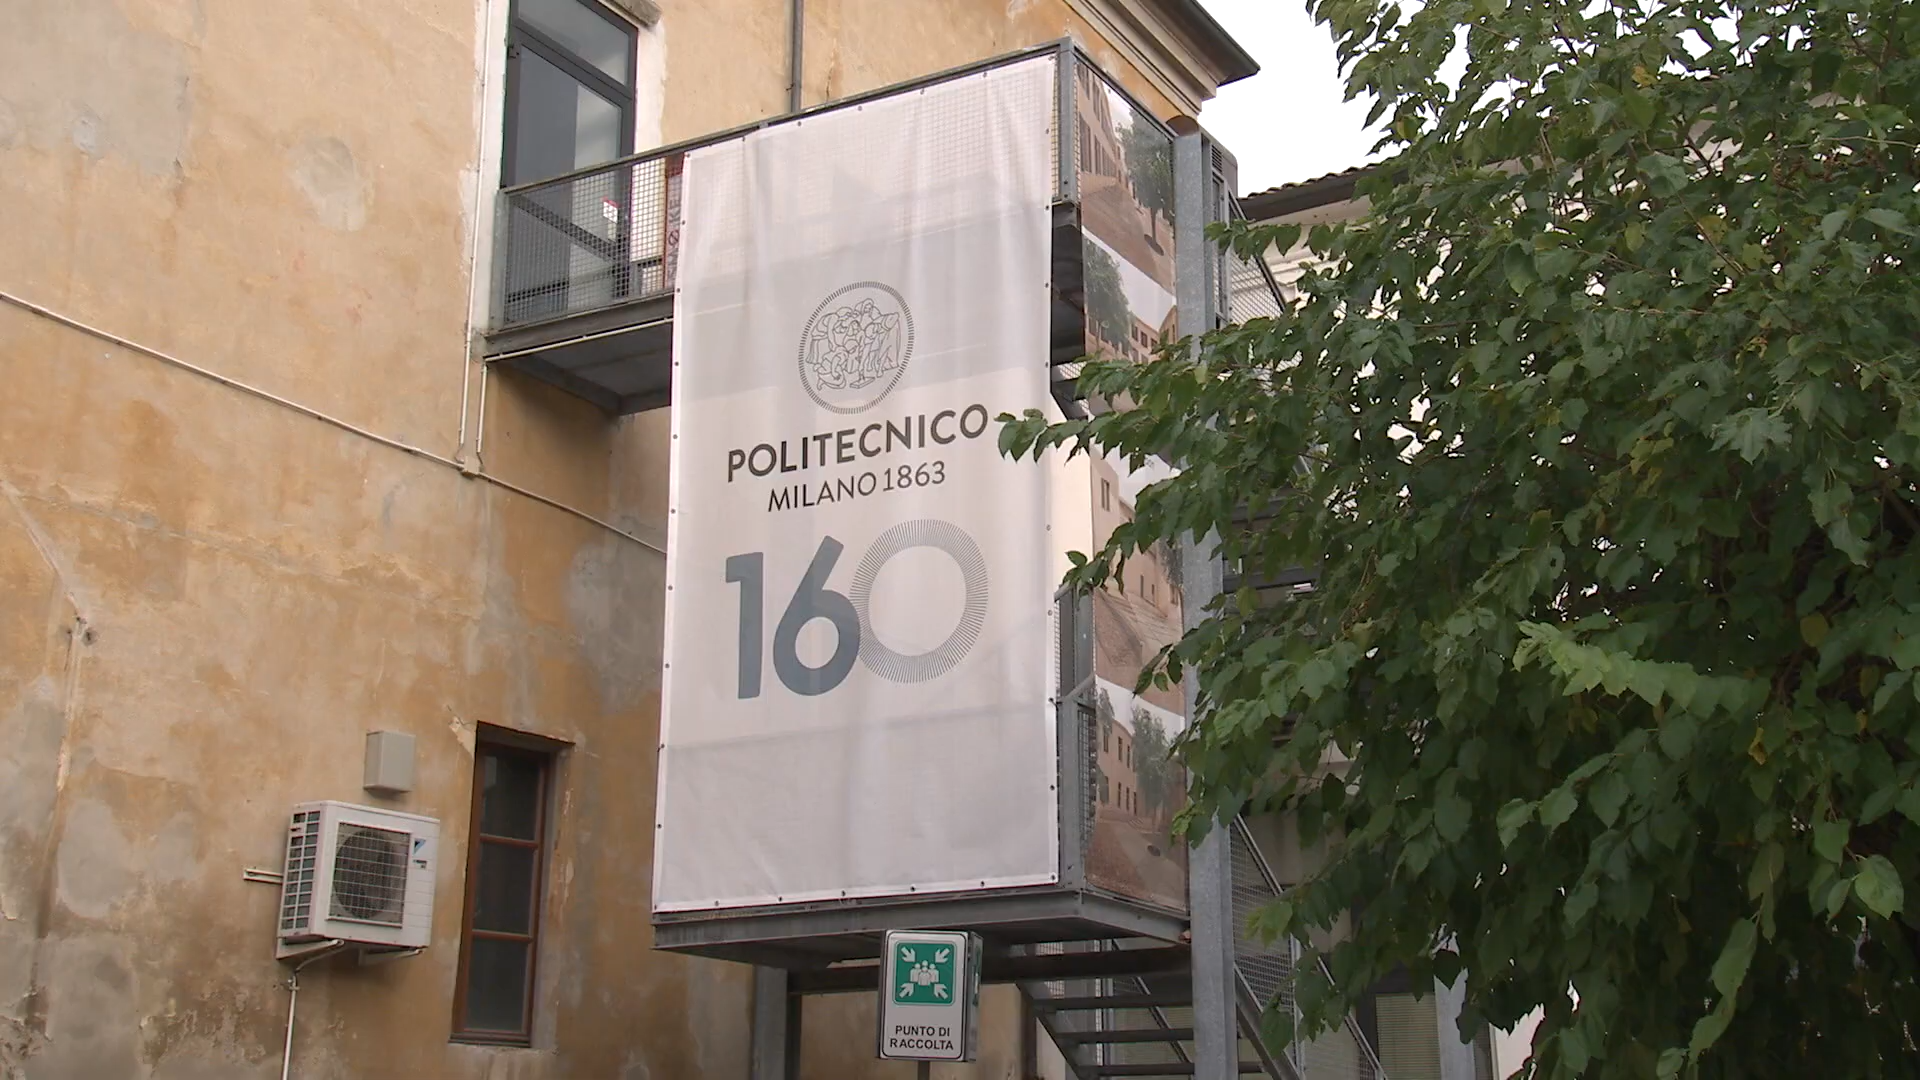 POLITECNICO
MILANO 1863
160
PUNTO DI
RACCOLTA